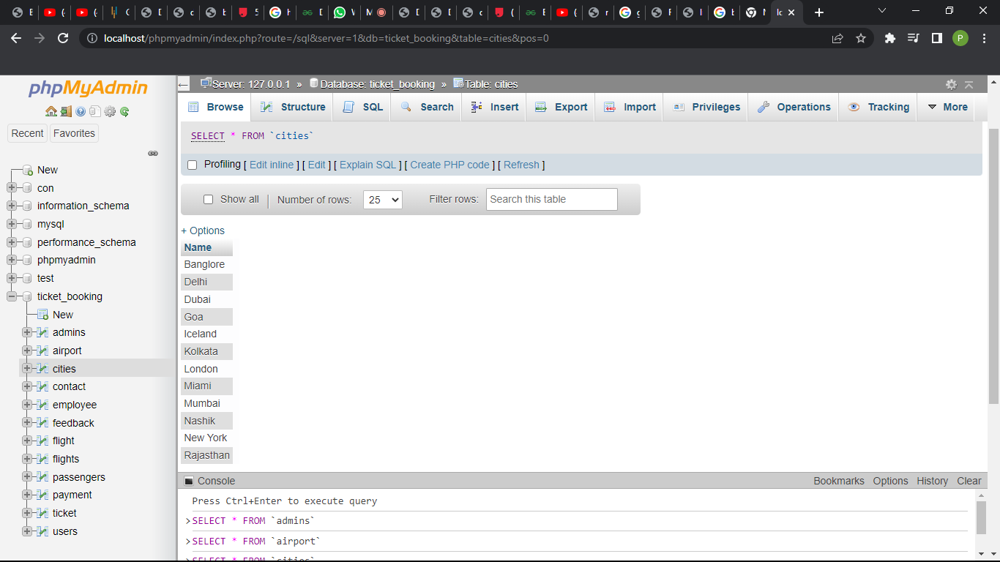 localhost/phpmyadmin/index.php?route=/sql&server=1&db=ticket_booking&table=cities&pos=0
P
phpMyAdmin
Recent Favorites
New
con
information_schema
mysql
performance_schema
phpmyadmin
test
ticket_booking
New
admins
airport
cities
contact
employee
feedback
flight
flights
passengers
payment
ticket
users
Server: 127.0.0.1 » Database: ticket_booking » Table: cities
Browse Structure SQL Search Insert Export Import Privileges Operations Tracking More
SELECT * FROM `cities`
Profiling [ Edit inline ] [ Edit ] [ Explain SQL ] [ Create PHP code ] [ Refresh ]
Show all Number of rows: 25 Filter rows: Search this table
+ Options
Name
Banglore
Delhi
Dubai
Goa
Iceland
Kolkata
London
Miami
Mumbai
Nashik
New York
Rajasthan
Console Bookmarks Options History Clear
Press Ctrl+Enter to execute query
>SELECT * FROM `admins`
>SELECT * FROM `airport`
>SELECT * FROM `cities`